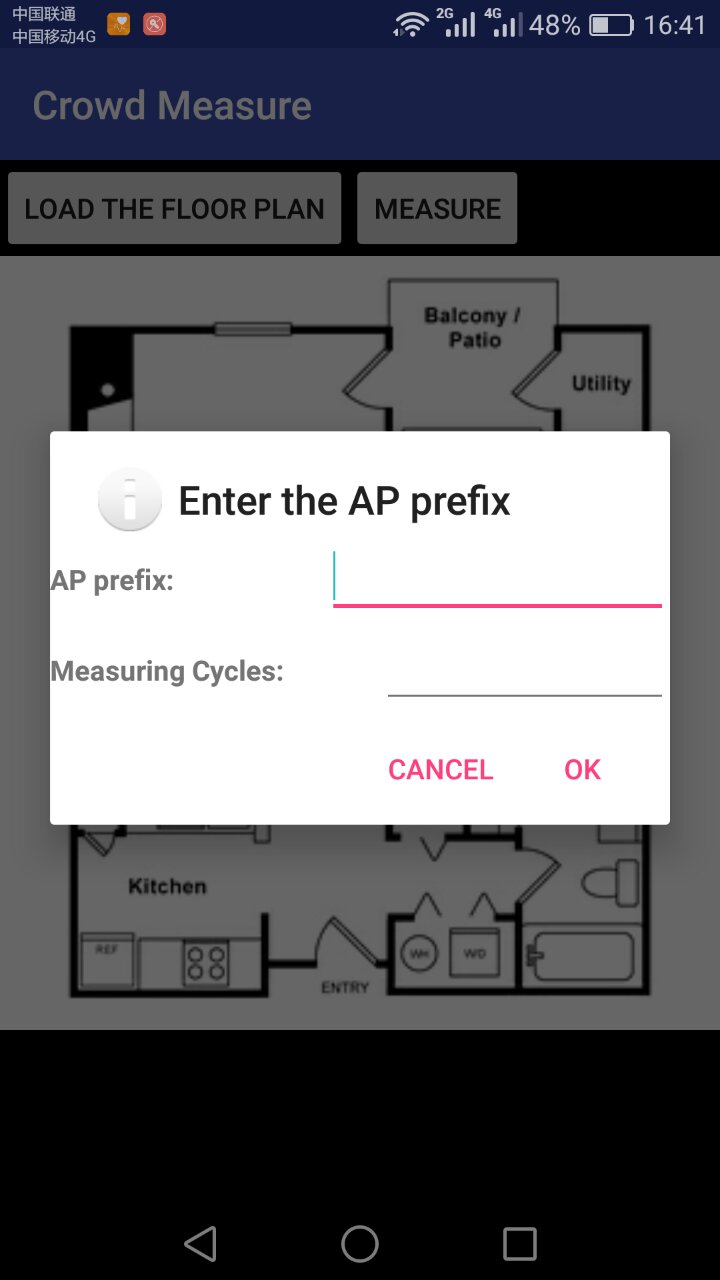 中国联通
中国移动4G
2G
4G
48%
16:41
Crowd Measure
LOAD THE FLOOR PLAN
MEASURE
Balcony /
Patio
Utility
Enter the AP prefix
AP prefix:
Measuring Cycles:
CANCEL
OK
Kitchen
REF
WH
WD
ENTRY